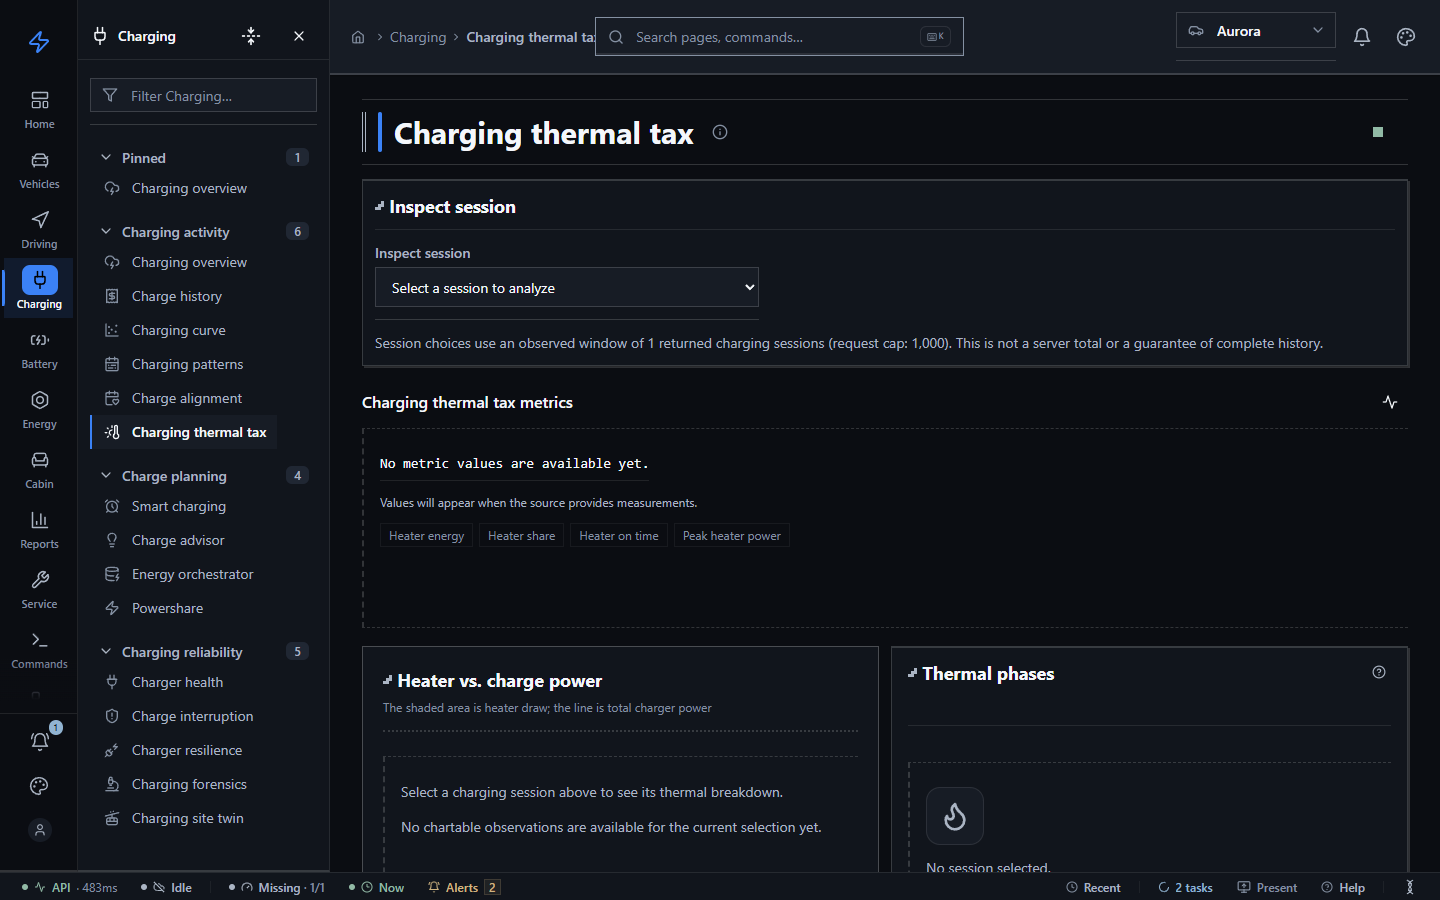 Charging
Charging
Charging thermal ta
Search pages, commands...
K
Aurora
Filter Charging...
Home
Vehicles
Driving
Charging
Battery
Energy
Cabin
Reports
Service
Commands
1
Pinned
1
Charging overview
Charging activity
6
Charging overview
Charge history
Charging curve
Charging patterns
Charge alignment
Charging thermal tax
Charge planning
4
Smart charging
Charge advisor
Energy orchestrator
Powershare
Charging reliability
5
Charger health
Charge interruption
Charger resilience
Charging forensics
Charging site twin
Charging thermal tax
Inspect session
Inspect session
Select a session to analyze
Session choices use an observed window of 1 returned charging sessions (request cap: 1,000). This is not a server total or a guarantee of complete history.
Charging thermal tax metrics
No metric values are available yet.
Values will appear when the source provides measurements.
Heater energy
Heater share
Heater on time
Peak heater power
Heater vs. charge power
The shaded area is heater draw; the line is total charger power
Select a charging session above to see its thermal breakdown.
No chartable observations are available for the current selection yet.
Thermal phases
No session selected.
API · 483ms
Idle
Missing · 1/1
Now
Alerts 2
Recent
2 tasks
Present
Help